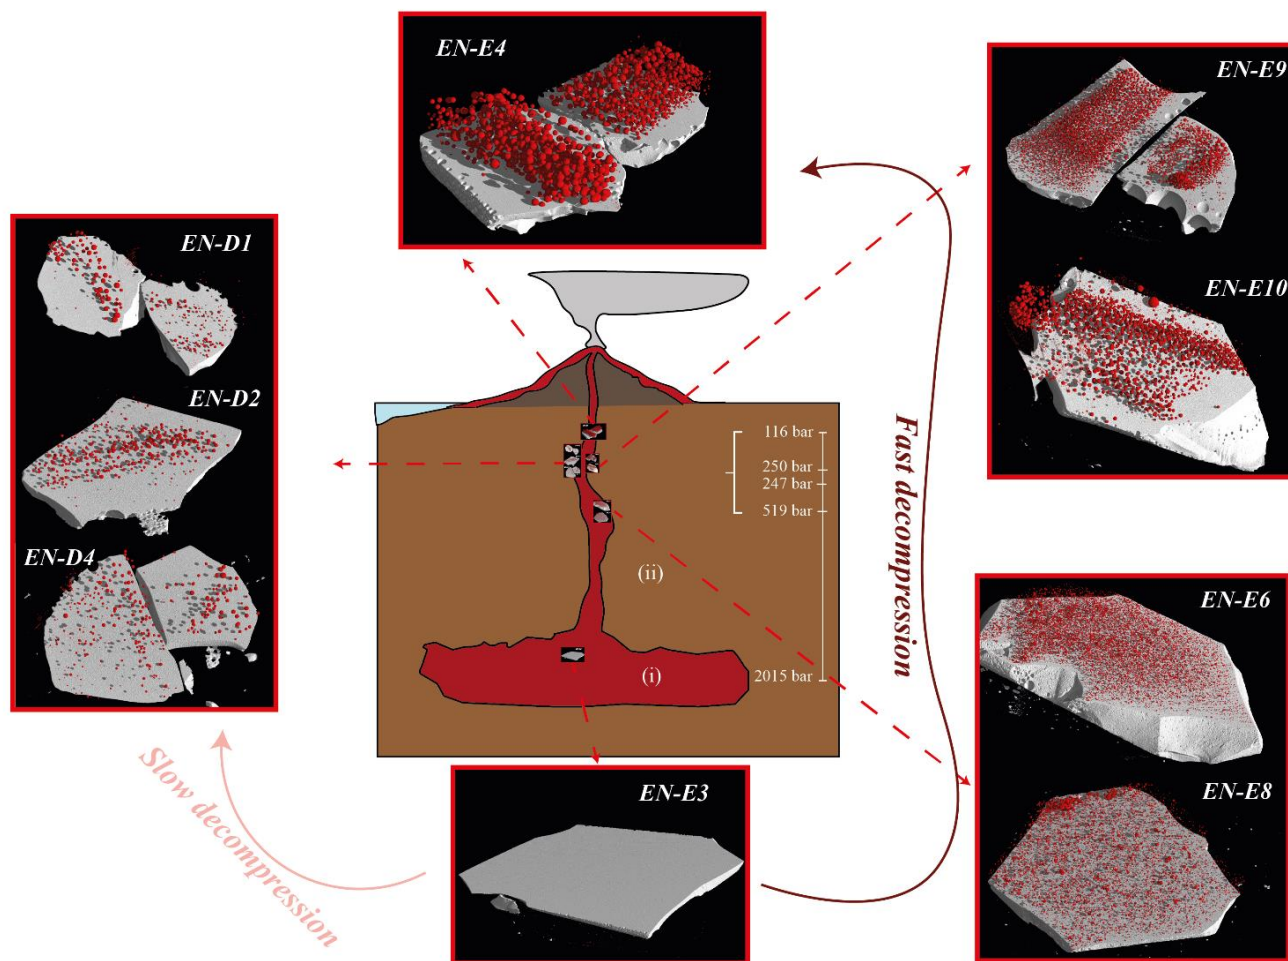 EN-E4
EN-E9
EN-E10
EN-D1
EN-D2
EN-D4
116 bar
250 bar
247 bar
519 bar
(ii)
(i)
2015 bar
Fast decompression
EN-E6
EN-E8
Slow decompression
EN-E3